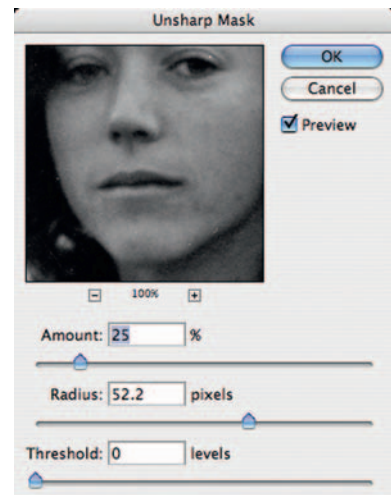 Unsharp Mask
OK
Cancel
Preview
100%
Amount: 25 %
Radius: 52.2 pixels
Threshold: 0 levels